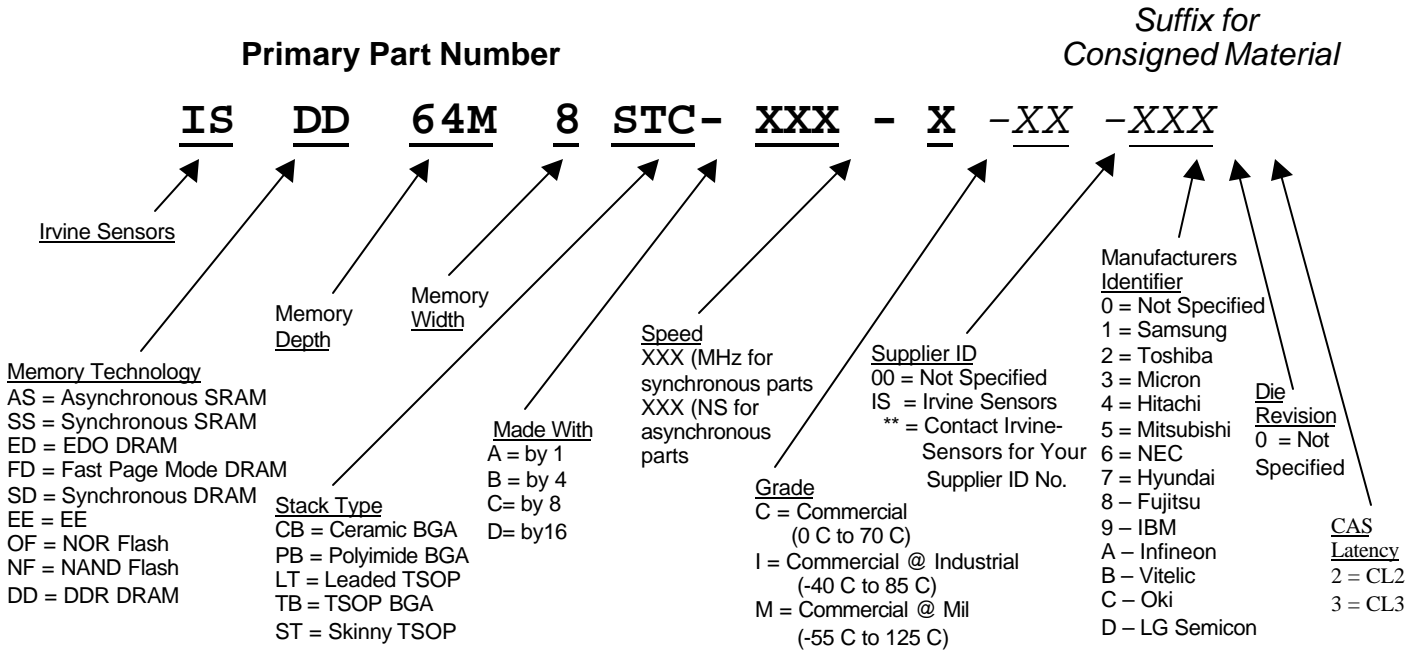 Primary Part Number
Suffix for
Consigned Material
IS DD 64M 8 STC- XXX - X -XX -XXX
Irvine Sensors
Memory Technology
AS = Asynchronous SRAM
SS = Synchronous SRAM
ED = EDO DRAM
FD = Fast Page Mode DRAM
SD = Synchronous DRAM
EE = EE
OF = NOR Flash
NF = NAND Flash
DD = DDR DRAM
Memory
Depth
Memory
Width
Stack Type
CB = Ceramic BGA
PB = Polyimide BGA
LT = Leaded TSOP
TB = TSOP BGA
ST = Skinny TSOP
Made With
A = by 1
B = by 4
C= by 8
D= by16
Speed
XXX (MHz for
synchronous parts
XXX (NS for
asynchronous
parts
Grade
C = Commercial
(0 C to 70 C)
I = Commercial @ Industrial
(-40 C to 85 C)
M = Commercial @ Mil
(-55 C to 125 C)
Supplier ID
00 = Not Specified
IS = Irvine Sensors
** = Contact Irvine-
Sensors for Your
Supplier ID No.
Manufacturers
Identifier
0 = Not Specified
1 = Samsung
2 = Toshiba
3 = Micron
4 = Hitachi
5 = Mitsubishi
6 = NEC
7 = Hyundai
8 – Fujitsu
9 – IBM
A – Infineon
B – Vitelic
C – Oki
D – LG Semicon
Die
Revision
0 = Not
Specified
CAS
Latency
2 = CL2
3 = CL3